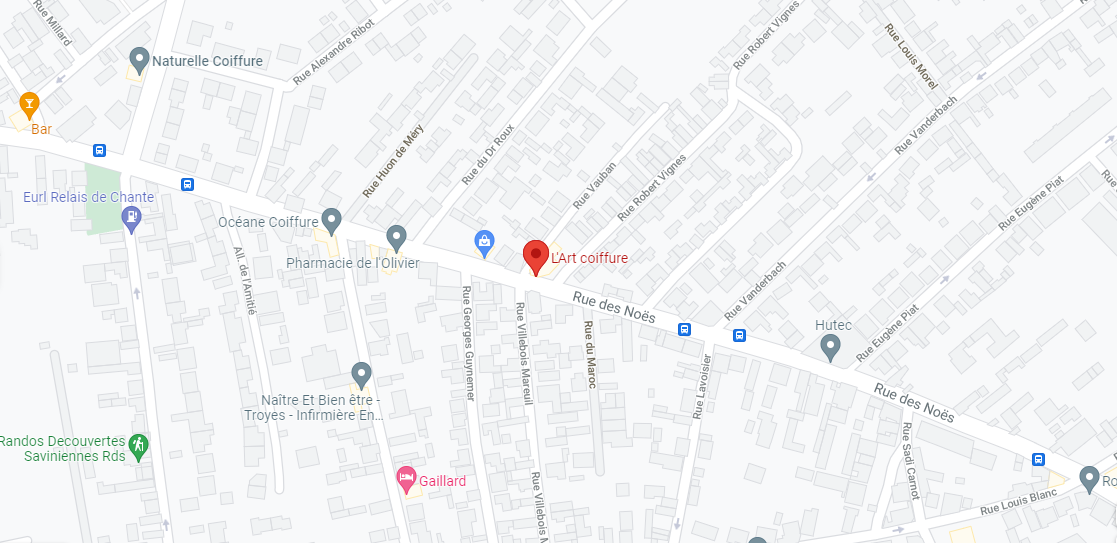 Rue Millard
Rue Alexandre Ribot
Rue Robert Vignes
Rue Louis Morel
Naturelle Coiffure
Bar
Rue Huon de Méry
Rue du Dr Roux
Rue Vanderbach
Eurl Relais de Chante
Rue Vauban
Rue Robert Vignes
Rue Eugène Piat
Océane Coiffure
All. de l'Amitié
Pharmacie de l'Olivier
L'Art coiffure
Rue des Noës
Rue Vanderbach
Rue Georges Guynemer
Rue Villebois Mareuil
Rue du Maroc
Hutec
Rue Eugène Piat
Rue Lavoisier
Rue des Noës
Naître Et Bien être -
Troyes - Infirmière En...
Randos Decouvertes
Saviniennes Rds
Gaillard
Rue Villebois M
Rue Sadi Carnot
Rue Louis Blanc
Ro